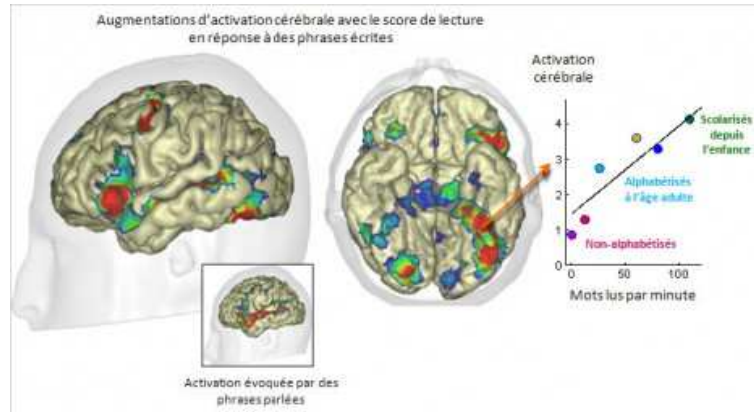 Augmentations d'activation cérébrale avec le score de lecture
en réponse à des phrases écrites
Activation
cérébrale
4
3
2
1
0
0
50
100
Mots lus par minute
Scolarisés
depuis
l'enfance
Alphabétisés
à l'âge adulte
Non-alphabétisés
Activation évoquée par des
phrases parlées